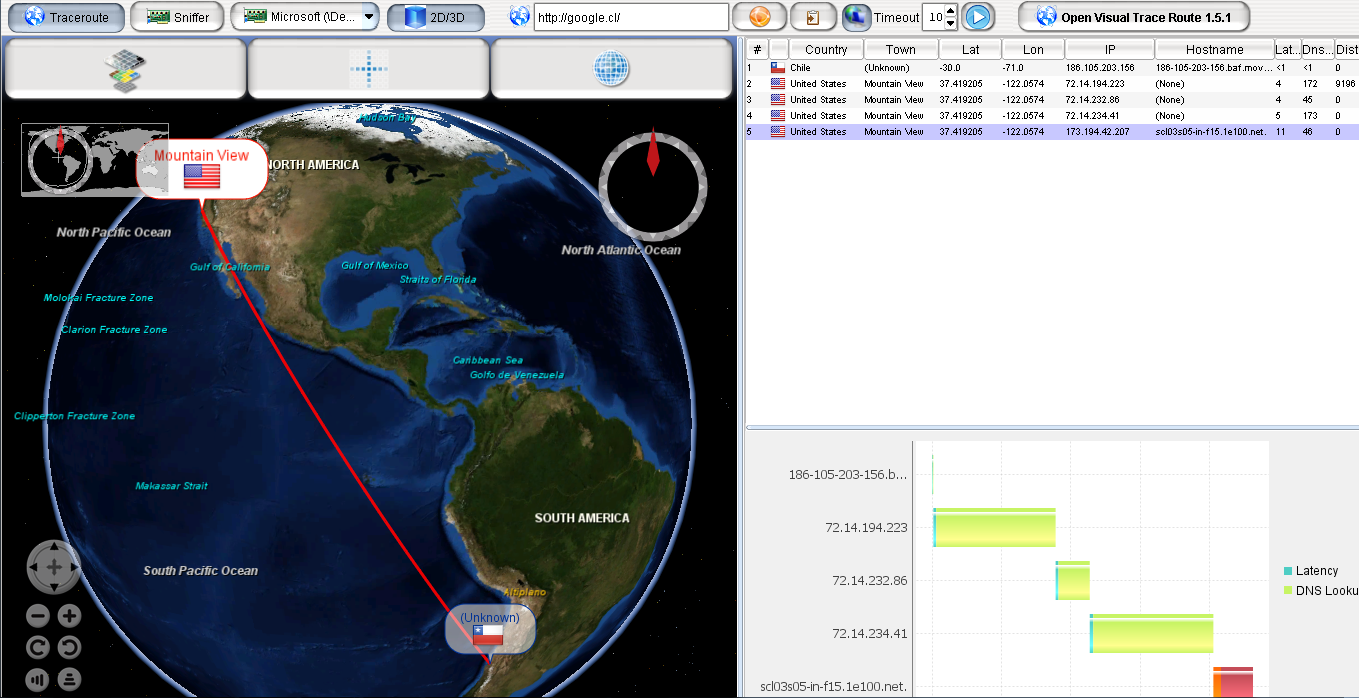 Traceroute Sniffer Microsoft (\De... 2D/3D http://google.cl/ Timeout 10 Open Visual Trace Route 1.5.1
# Country Town Lat Lon IP Hostname Lat... Dns... Dist
1 Chile (Unknown) -30.0 -71.0 186.105.203.156 186-105-203-156.baf.mov... <1 <1 0
2 United States Mountain View 37.419205 -122.0574 72.14.194.223 (None) 4 172 9196
3 United States Mountain View 37.419205 -122.0574 72.14.232.86 (None) 4 45 0
4 United States Mountain View 37.419205 -122.0574 72.14.234.41 (None) 5 173 0
5 United States Mountain View 37.419205 -122.0574 173.194.42.207 scl03s05-in-f15.1e100.net. 11 46 0
Hudson Bay
Mountain View
NORTH AMERICA
North Pacific Ocean
North Atlantic Ocean
Gulf of California
Gulf of Mexico
Straits of Florida
Molokai Fracture Zone
Clarion Fracture Zone
Caribbean Sea
Golfo de Venezuela
Clipperton Fracture Zone
Makassar Strait
SOUTH AMERICA
South Pacific Ocean
Altiplano
(Unknown)
186-105-203-156.b...
72.14.194.223
72.14.232.86
72.14.234.41
scl03s05-in-f15.1e100.net.
Latency
DNS Looku